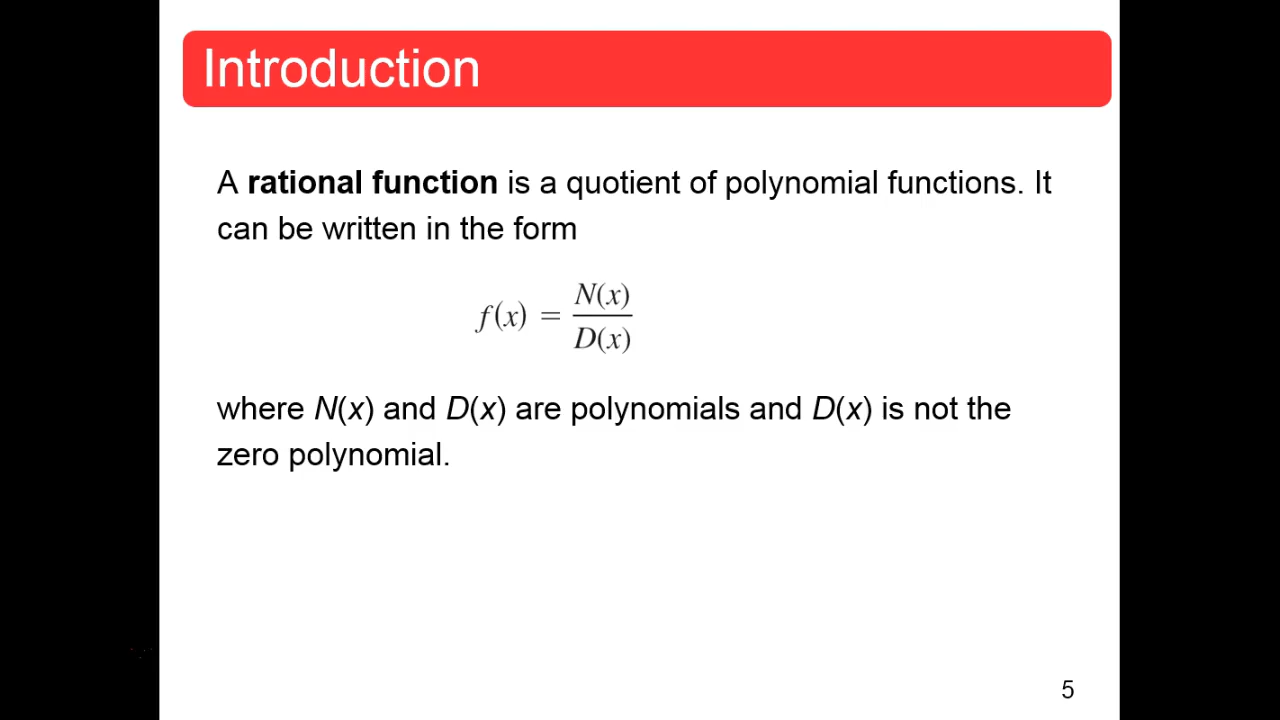 Introduction
A rational function is a quotient of polynomial functions. It
can be written in the form
f(x) = N(x)/D(x)
where N(x) and D(x) are polynomials and D(x) is not the
zero polynomial.
5